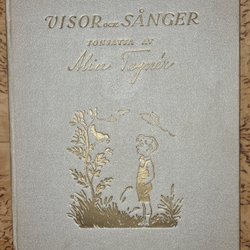 VISOR OCH SÅNGER
TONSATTA AV
Alice Tegnér